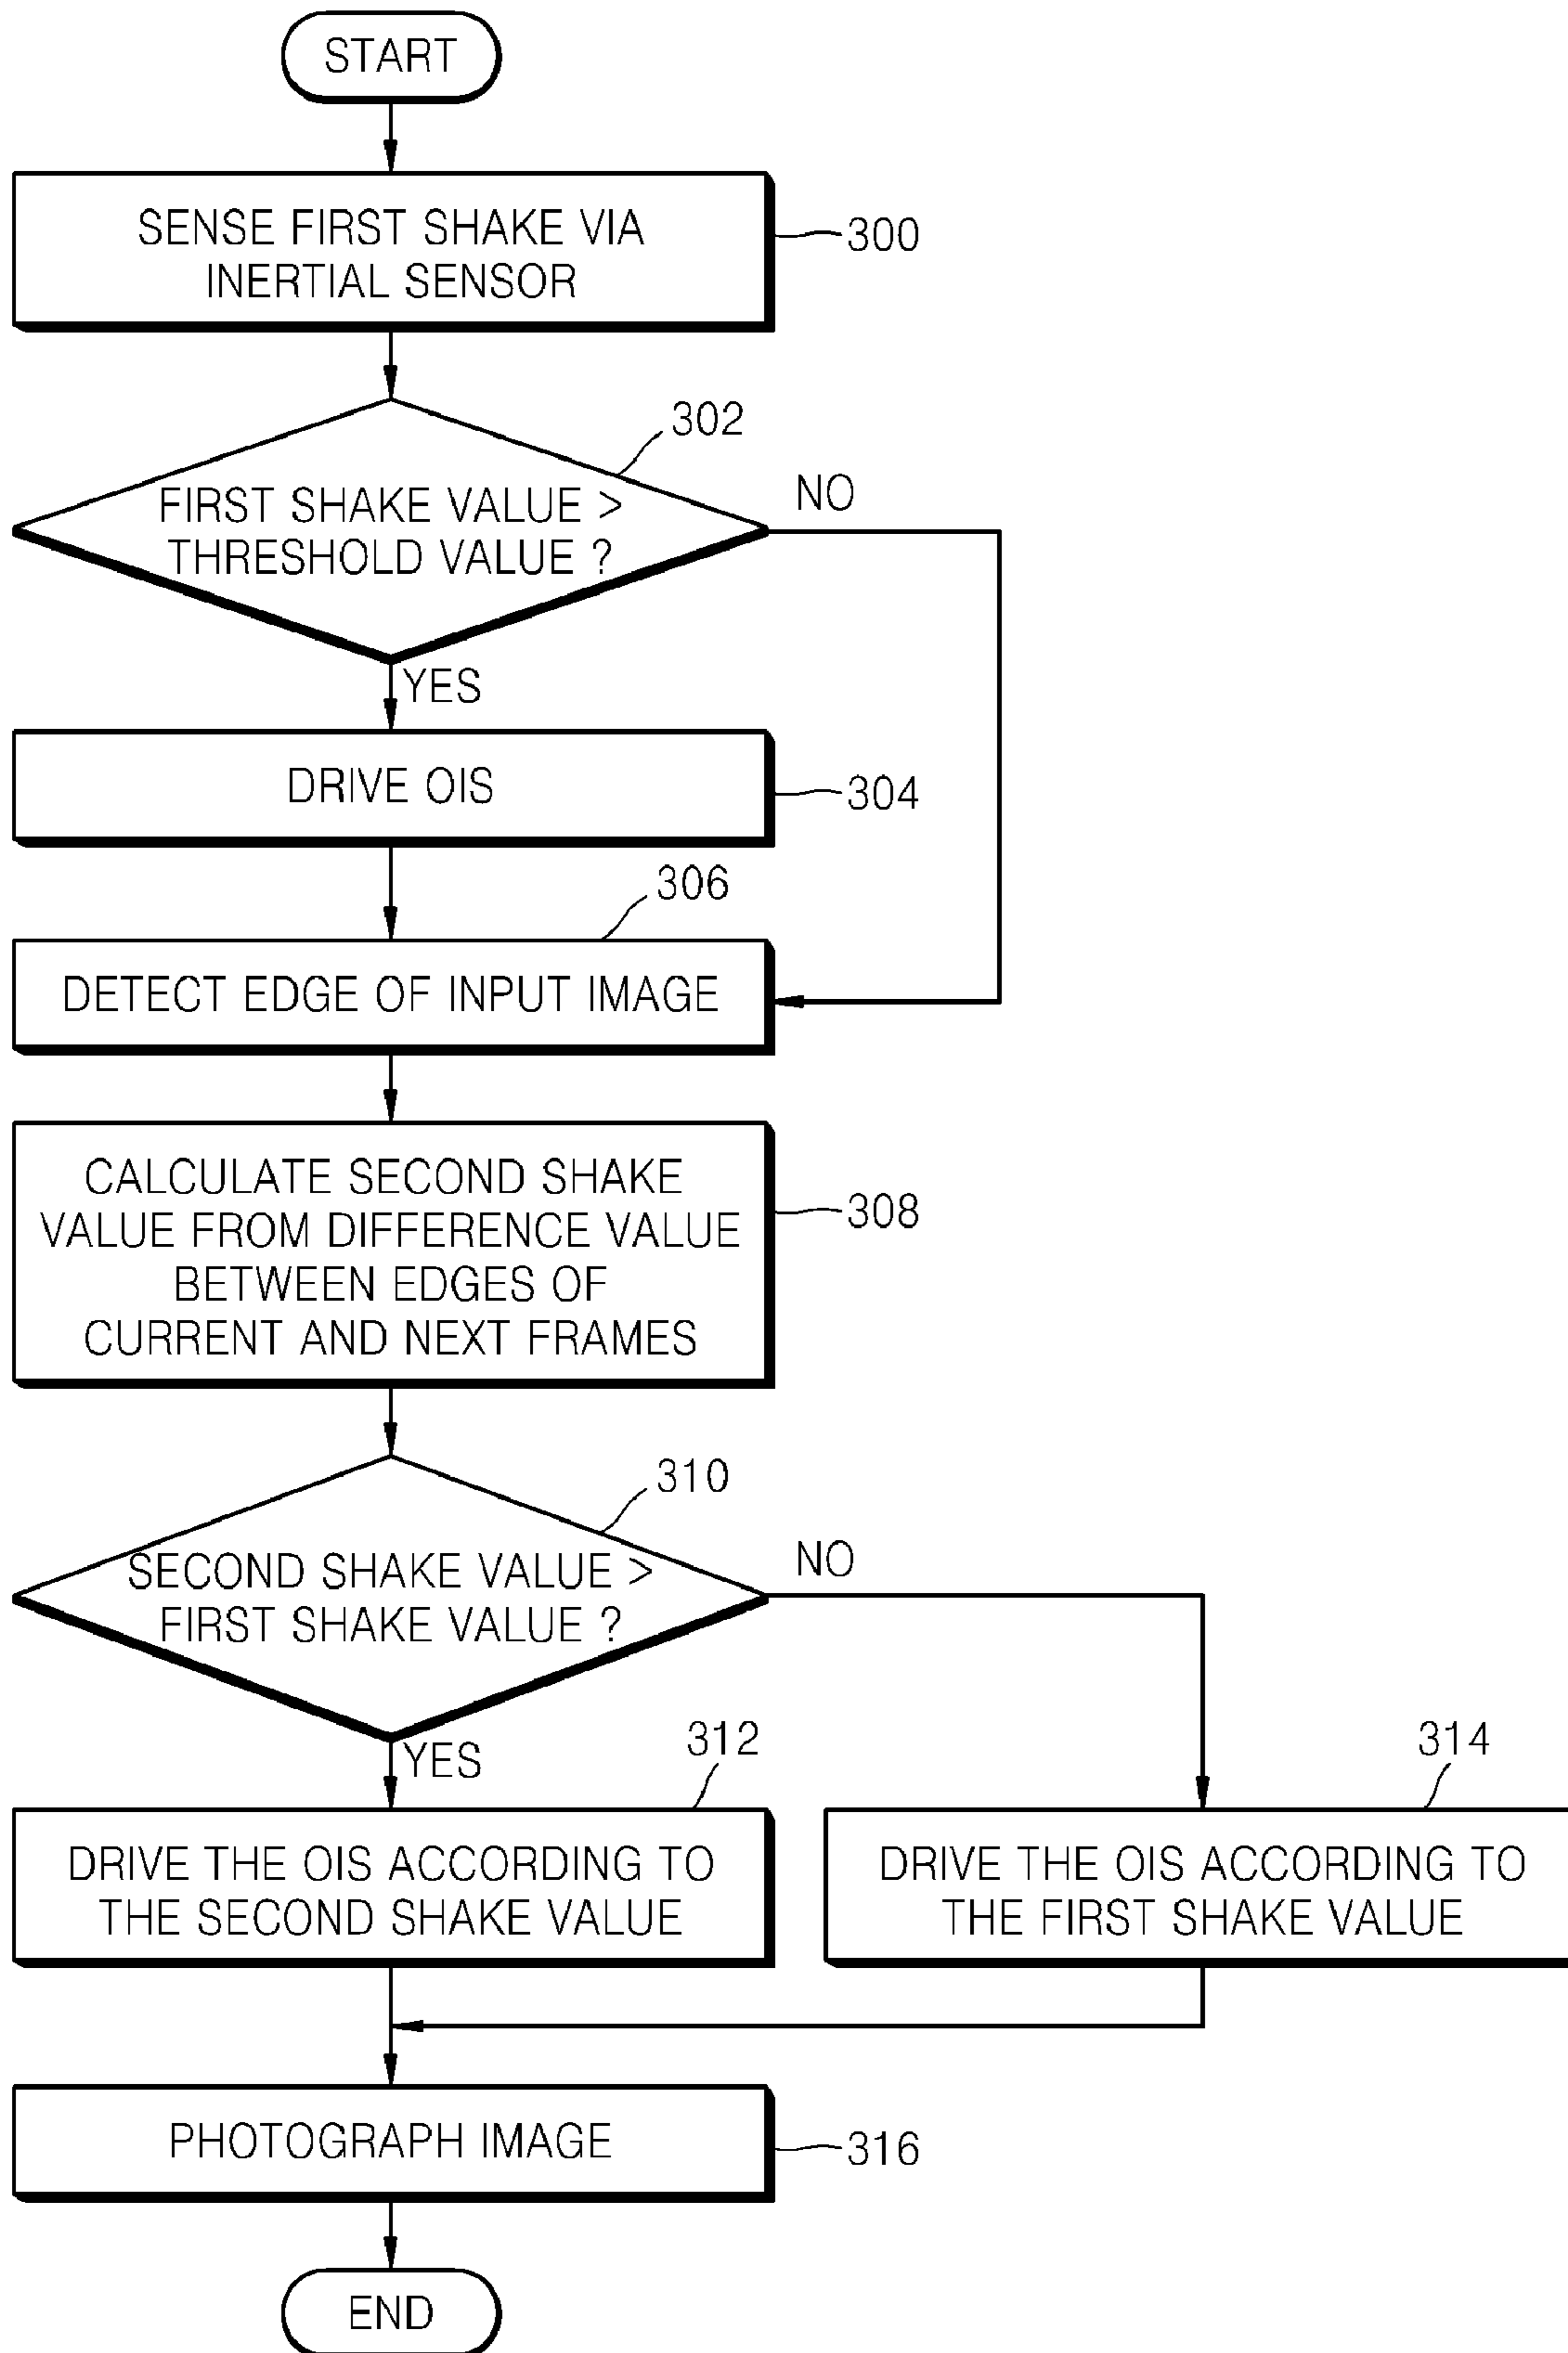 START
SENSE FIRST SHAKE VIA
INERTIAL SENSOR
300
302
FIRST SHAKE VALUE >
THRESHOLD VALUE ?
NO
YES
DRIVE OIS
304
306
DETECT EDGE OF INPUT IMAGE
CALCULATE SECOND SHAKE
VALUE FROM DIFFERENCE VALUE
BETWEEN EDGES OF
CURRENT AND NEXT FRAMES
308
310
SECOND SHAKE VALUE >
FIRST SHAKE VALUE ?
NO
YES
312
314
DRIVE THE OIS ACCORDING TO
THE SECOND SHAKE VALUE
DRIVE THE OIS ACCORDING TO
THE FIRST SHAKE VALUE
PHOTOGRAPH IMAGE
316
END